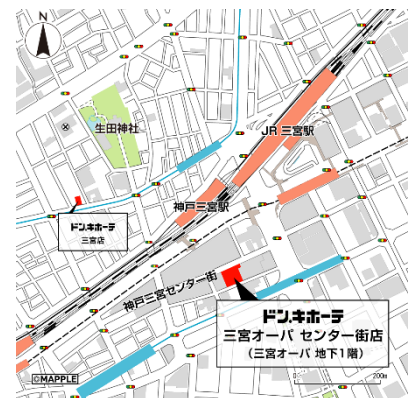 N
生田神社
JR 三宮駅
神戸三宮駅
ドン.キホーテ
三宮店
神戸三宮センター街
ドン.キホーテ
三宮オーパ センター街店
（三宮オーパ 地下1階）
©MAPPLE
0 200m